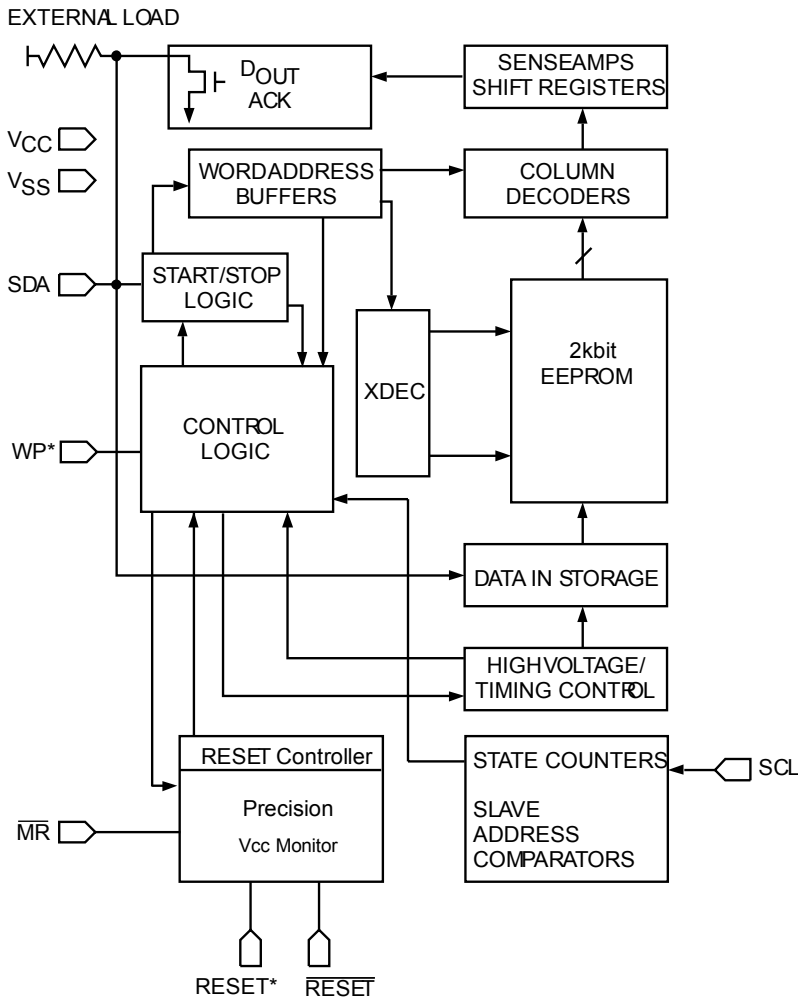 EXTERNAL LOAD
DOUT
ACK
SENSEAMPS
SHIFT REGISTERS
VCC
VSS
WORDADDRESS
BUFFERS
COLUMN
DECODERS
SDA
START/STOP
LOGIC
2kbit
EEPROM
XDEC
WP*
CONTROL
LOGIC
DATA IN STORAGE
HIGHVOLTAGE/
TIMING CONTROL
RESET Controller
Precision
Vcc Monitor
STATE COUNTERS
SLAVE
ADDRESS
COMPARATORS
SCL
MR
RESET*
RESET